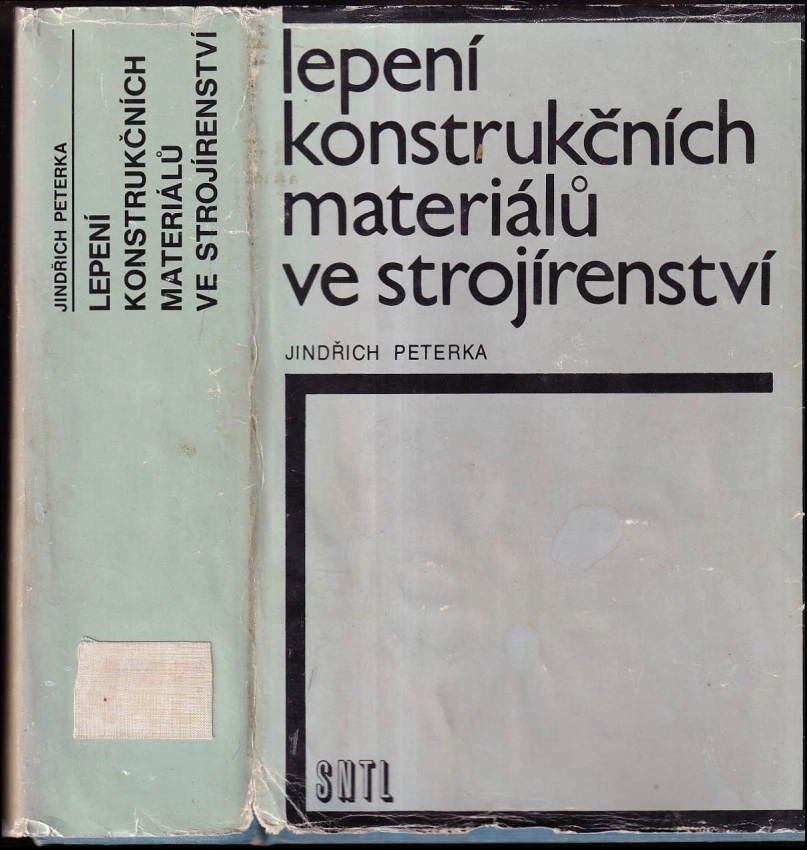 JINDŘICH PETERKA
LEPENÍ
KONSTRUKČNÍCH
MATERIÁLŮ
VE STROJÍRENSTVÍ
lepení
konstrukčních
materiálů
ve strojírenství
JINDŘICH PETERKA
SNTL